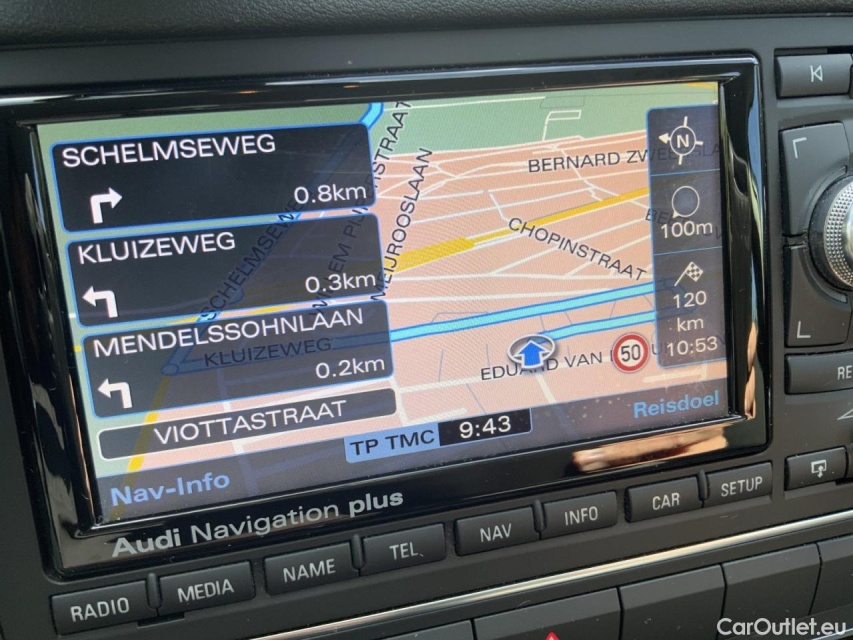 SCHELMSEWEG
0.8km
KLUIZEWEG
0.3km
MENDELSSOHNLAAN
KLUIZEWEG
0.2km
VIOTTASTRAAT
SCHELMSEWEG
MEIJROOSLAAN
BERNARD
CHOPINSTRAAT
EDUARD VAN
50
N
100m
120
km
10:53
TP TMC
9:43
Reisdoel
Nav-Info
Audi Navigation plus
RADIO
MEDIA
NAME
TEL
NAV
INFO
CAR
SETUP
RE
CarOutlet.eu